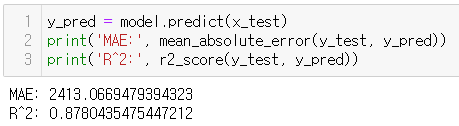 1 y_pred = model.predict(x_test)
2 print('MAE:', mean_absolute_error(y_test, y_pred))
3 print('R^2:', r2_score(y_test, y_pred))
MAE: 2413.0669479394323
R^2: 0.8780435475447212